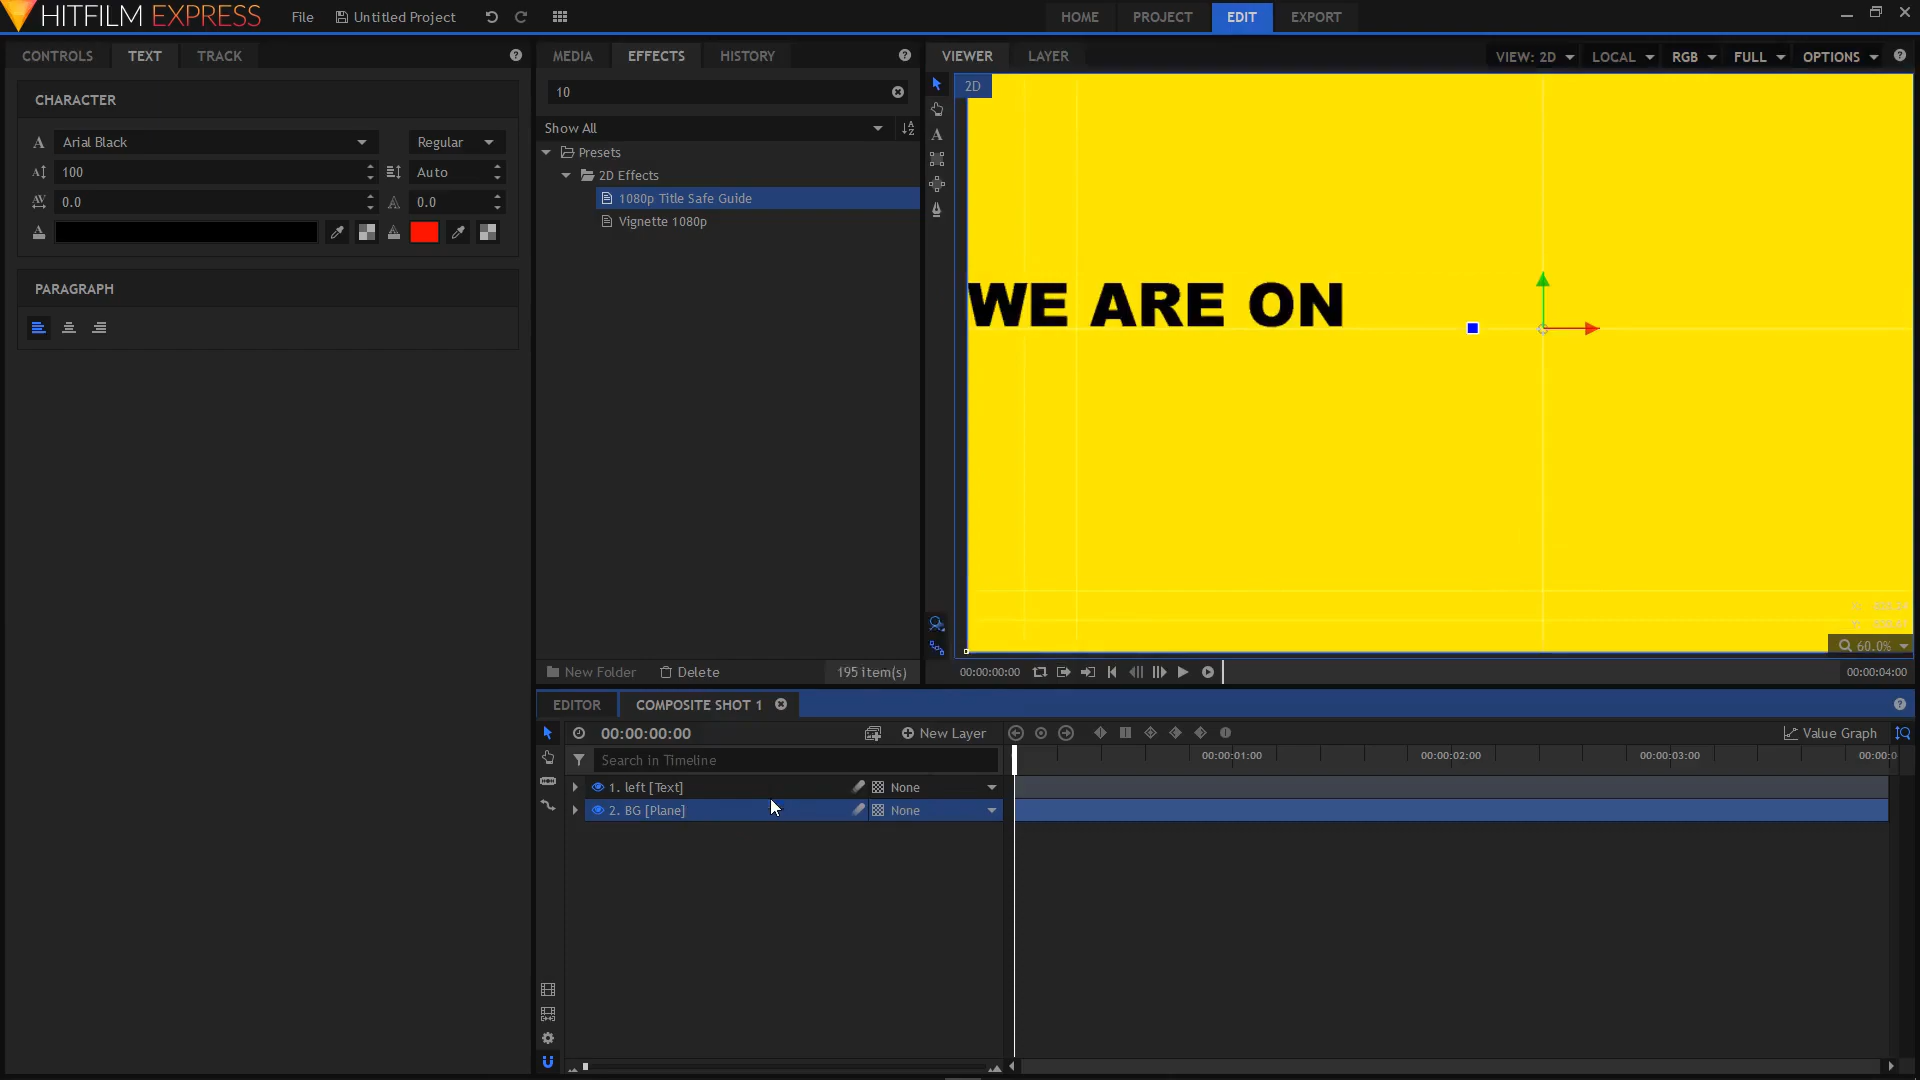 HITFILM EXPRESS File Untitled Project HOME PROJECT EDIT EXPORT
CONTROLS TEXT TRACK
CHARACTER
Arial Black Regular
100 Auto
0.0 0.0
PARAGRAPH
MEDIA EFFECTS HISTORY
10
Show All
Presets
2D Effects
1080p Title Safe Guide
Vignette 1080p
New Folder Delete 195 item(s)
VIEWER LAYER VIEW: 2D LOCAL RGB FULL OPTIONS
2D
WE ARE ON
60.0%
00:00:00:00 00:00:04:00
EDITOR COMPOSITE SHOT 1
00:00:00:00 New Layer Value Graph
Search in Timeline 00:00:01:00 00:00:02:00 00:00:03:00 00:00:0
1. left [Text] None
2. BG [Plane] None